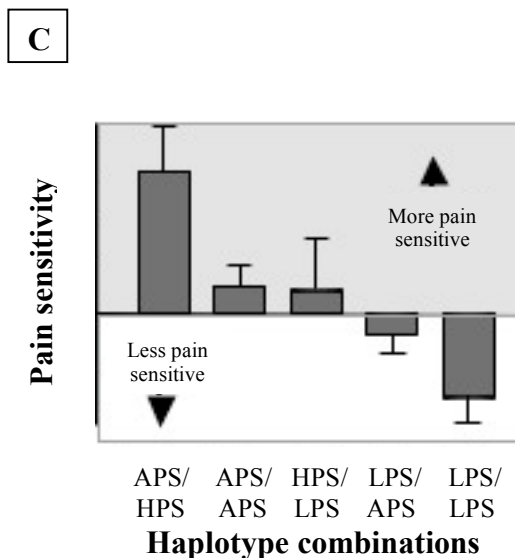 C
Pain sensitivity
More pain
sensitive
Less pain
sensitive
APS/ APS/ HPS/ LPS/ LPS/
HPS APS LPS APS LPS
Haplotype combinations